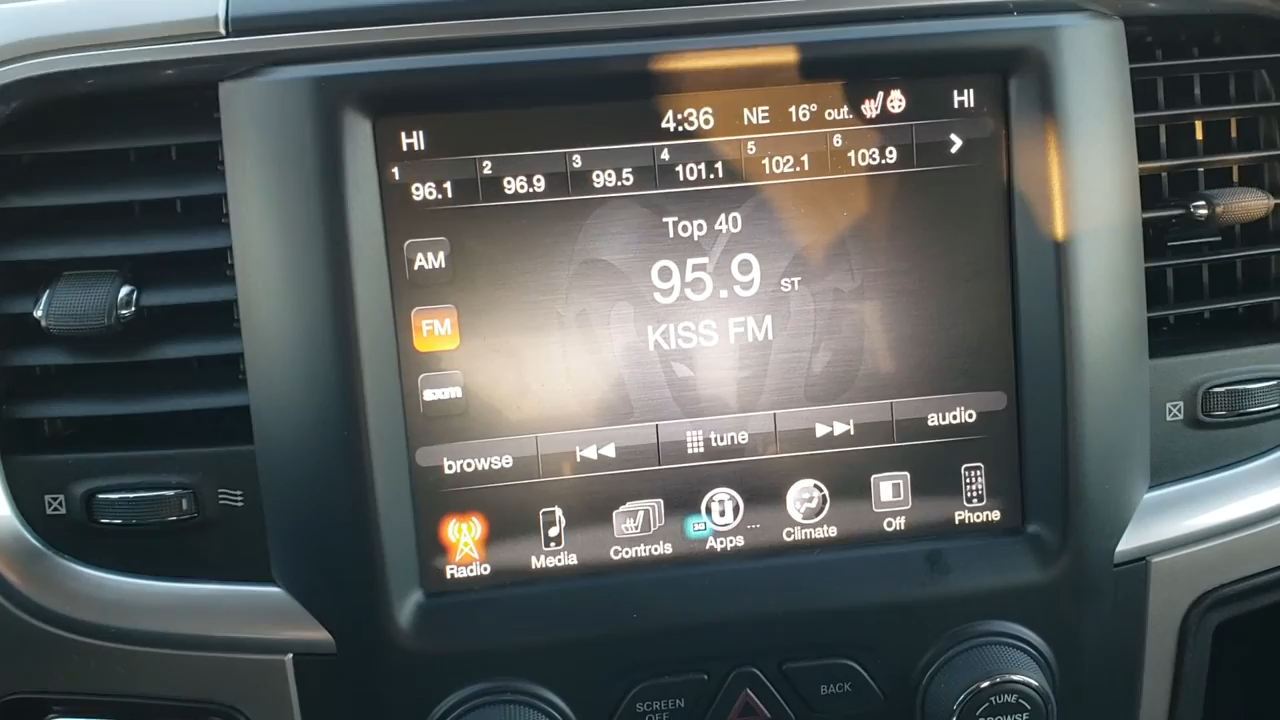 HI 4:36 NE 16° out. HI
1 96.1 2 96.9 3 99.5 4 101.1 5 102.1 6 103.9
Top 40
AM
95.9 ST
FM
KISS FM
sxm
browse tune audio
Radio Media Controls 3G Apps ... Climate Off Phone
SCREEN OFF
BACK
TUNE
BROWSE